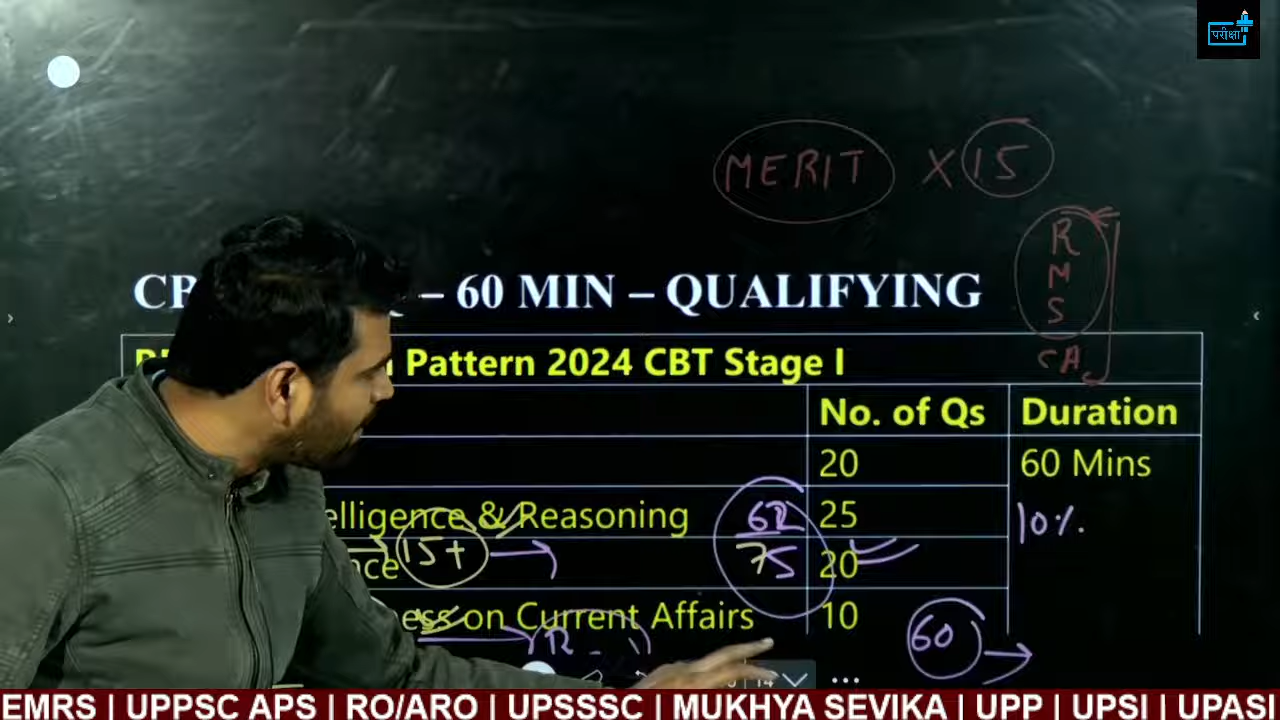 परीक्षा
MERIT X 15
R
M
S
CA
– 60 MIN – QUALIFYING
Pattern 2024 CBT Stage I
No. of Qs Duration
20 60 Mins
elligence & Reasoning 62 25 10%
15+ 75 20
ess on Current Affairs 10
R 60
14
EMRS | UPPSC APS | RO/ARO | UPSSSC | MUKHYA SEVIKA | UPP | UPSI | UPASI